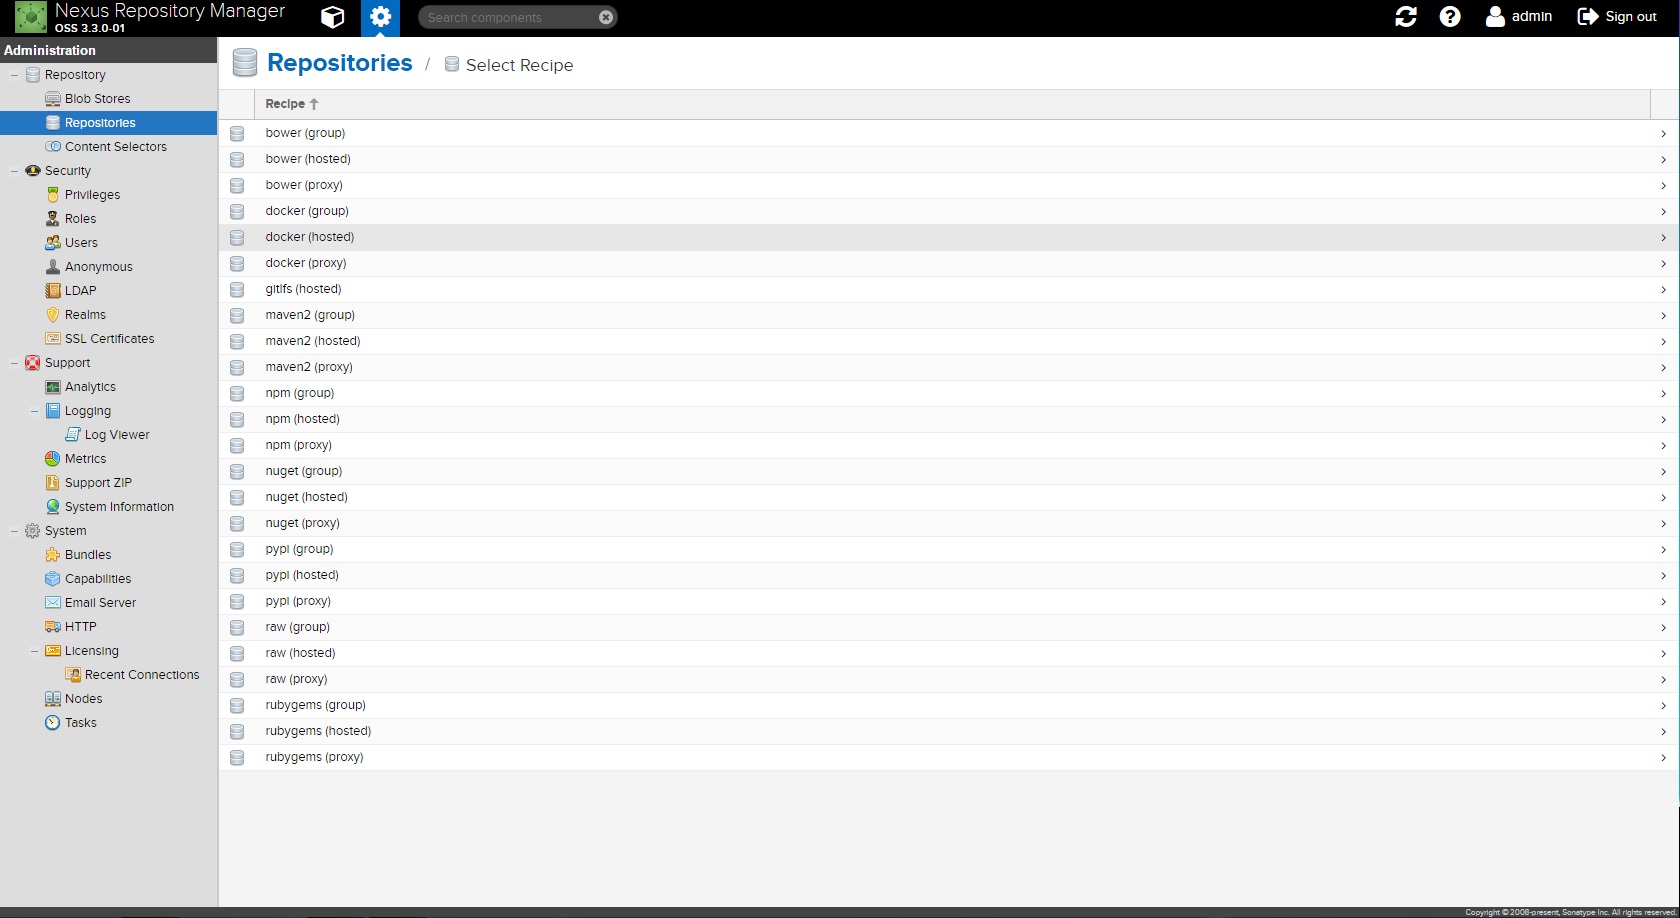 Nexus Repository Manager
OSS 3.3.0-01
Search components
admin
Sign out
Administration
Repository
Blob Stores
Repositories
Content Selectors
Security
Privileges
Roles
Users
Anonymous
LDAP
Realms
SSL Certificates
Support
Analytics
Logging
Log Viewer
Metrics
Support ZIP
System Information
System
Bundles
Capabilities
Email Server
HTTP
Licensing
Recent Connections
Nodes
Tasks
Repositories / Select Recipe
Recipe
bower (group)
bower (hosted)
bower (proxy)
docker (group)
docker (hosted)
docker (proxy)
gitlfs (hosted)
maven2 (group)
maven2 (hosted)
maven2 (proxy)
npm (group)
npm (hosted)
npm (proxy)
nuget (group)
nuget (hosted)
nuget (proxy)
pypi (group)
pypi (hosted)
pypi (proxy)
raw (group)
raw (hosted)
raw (proxy)
rubygems (group)
rubygems (hosted)
rubygems (proxy)
Copyright © 2008-present, Sonatype Inc. All rights reserved.